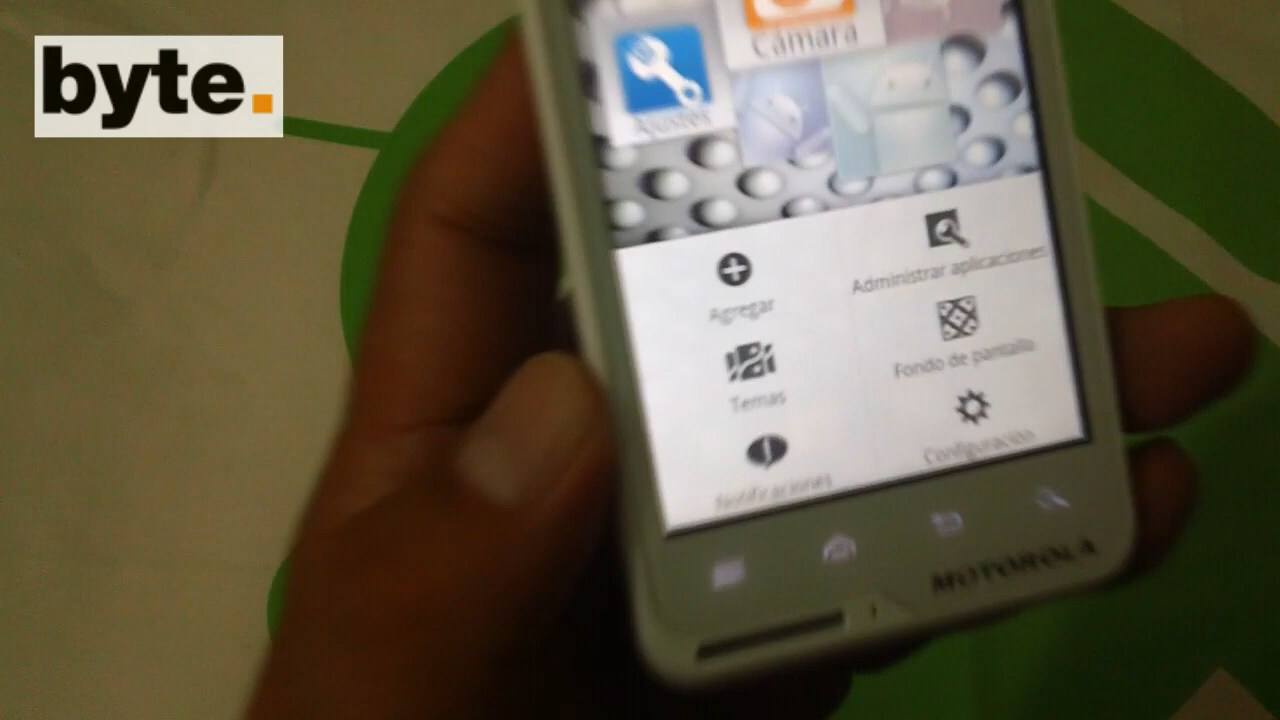 byte.
Cámara
Ajustes
Agregar
Administrar aplicaciones
Temas
Fondo de pantalla
Notificaciones
Configuración
MOTOROLA